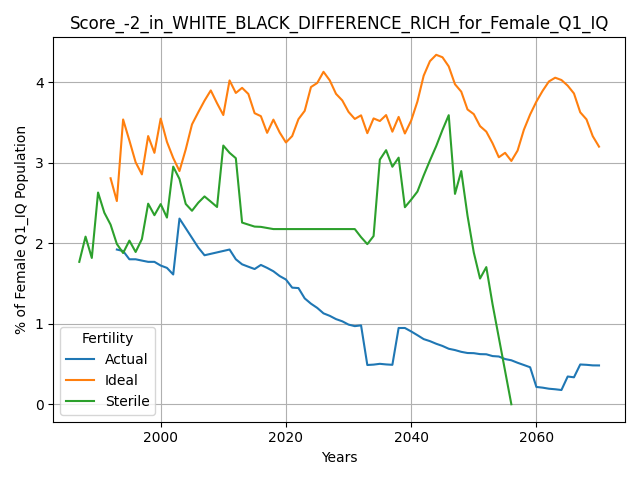 Score_-2_in_WHITE_BLACK_DIFFERENCE_RICH_for_Female_Q1_IQ
% of Female Q1_IQ Population
4
3
2
1
0
Fertility
Actual
Ideal
Sterile
2000
2020
2040
2060
Years